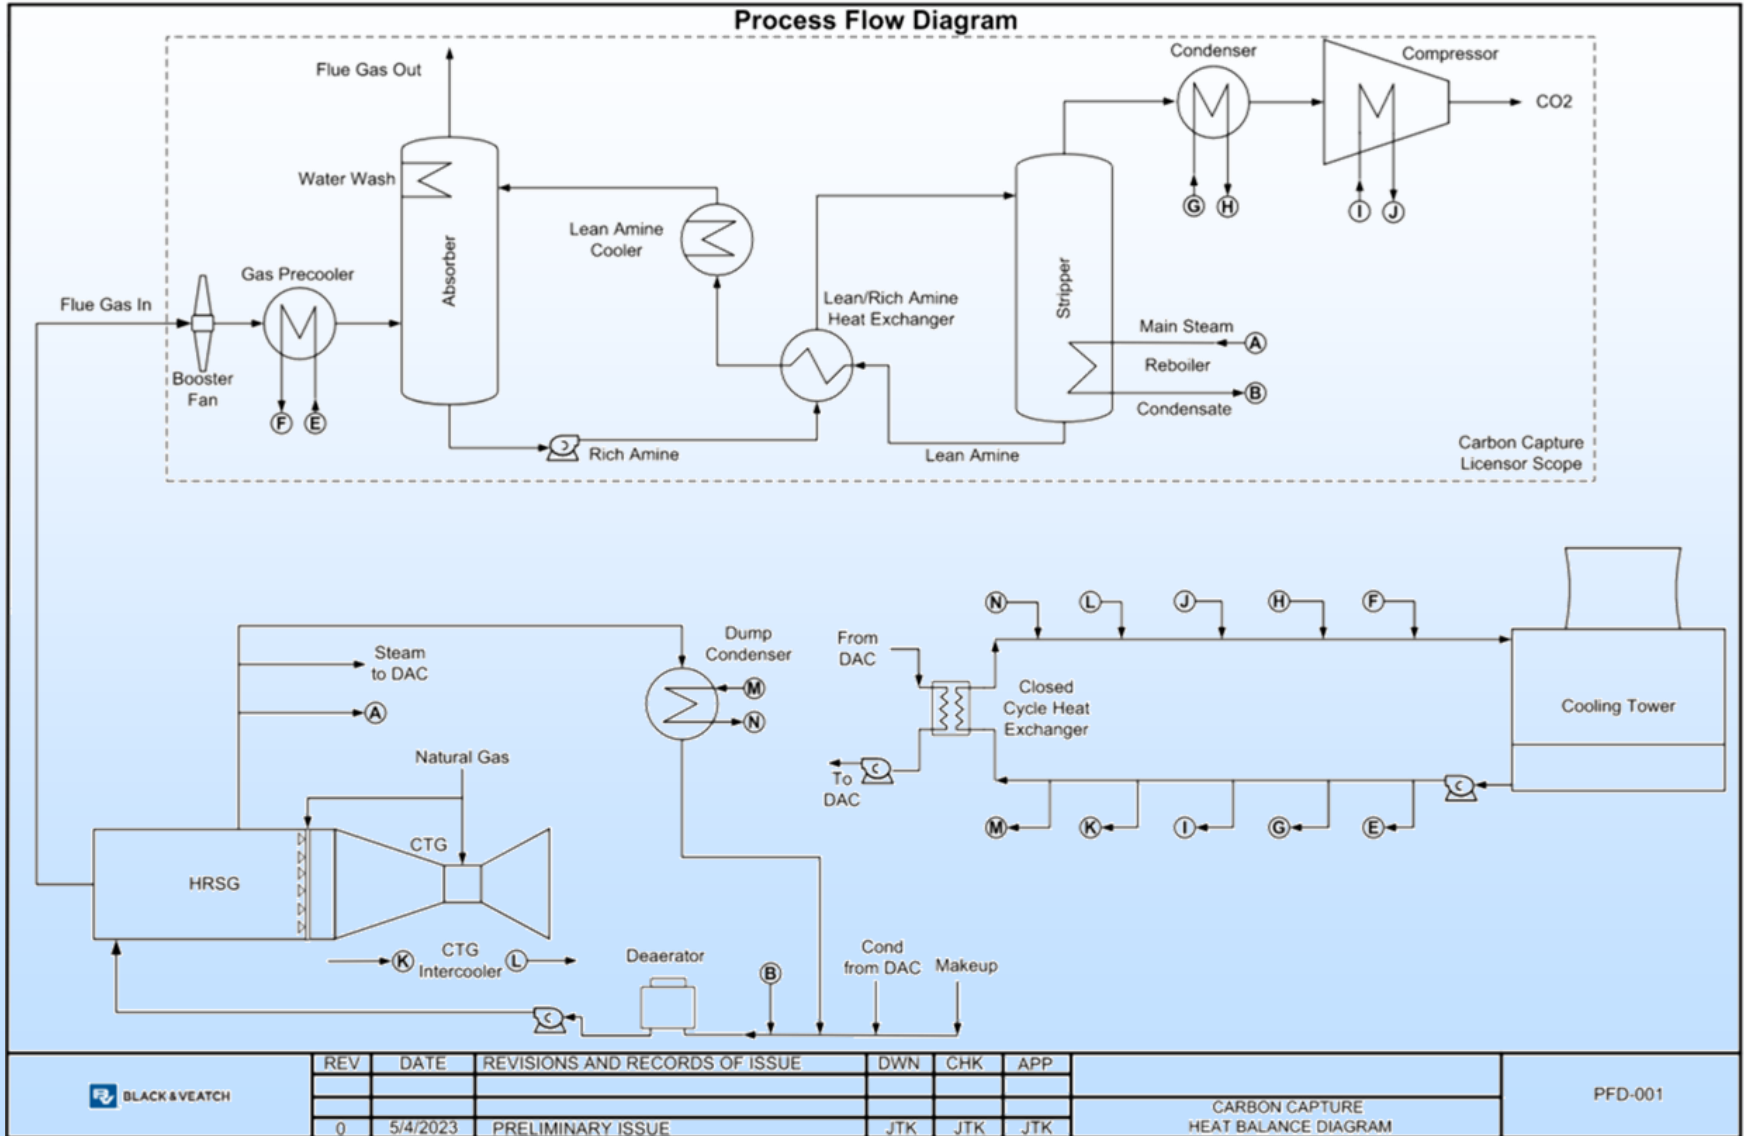 Process Flow Diagram
Flue Gas Out
Condenser
Compressor
CO2
Water Wash
G
H
I
J
Lean Amine
Cooler
Absorber
Gas Precooler
Flue Gas In
Lean/Rich Amine
Heat Exchanger
Stripper
Main Steam
A
Reboiler
B
Condensate
Booster
Fan
F
E
Rich Amine
Lean Amine
Carbon Capture
Licensor Scope
N
L
J
H
F
Dump
Condenser
From
DAC
Steam
to DAC
M
N
A
Closed
Cycle Heat
Exchanger
Cooling Tower
Natural Gas
C
To
DAC
C
M
K
I
G
E
CTG
HRSG
K
CTG
Intercooler
L
Deaerator
B
Cond
from DAC
Makeup
C
BLACK & VEATCH
REV
DATE
REVISIONS AND RECORDS OF ISSUE
DWN
CHK
APP
0
5/4/2023
PRELIMINARY ISSUE
JTK
JTK
JTK
CARBON CAPTURE
HEAT BALANCE DIAGRAM
PFD-001